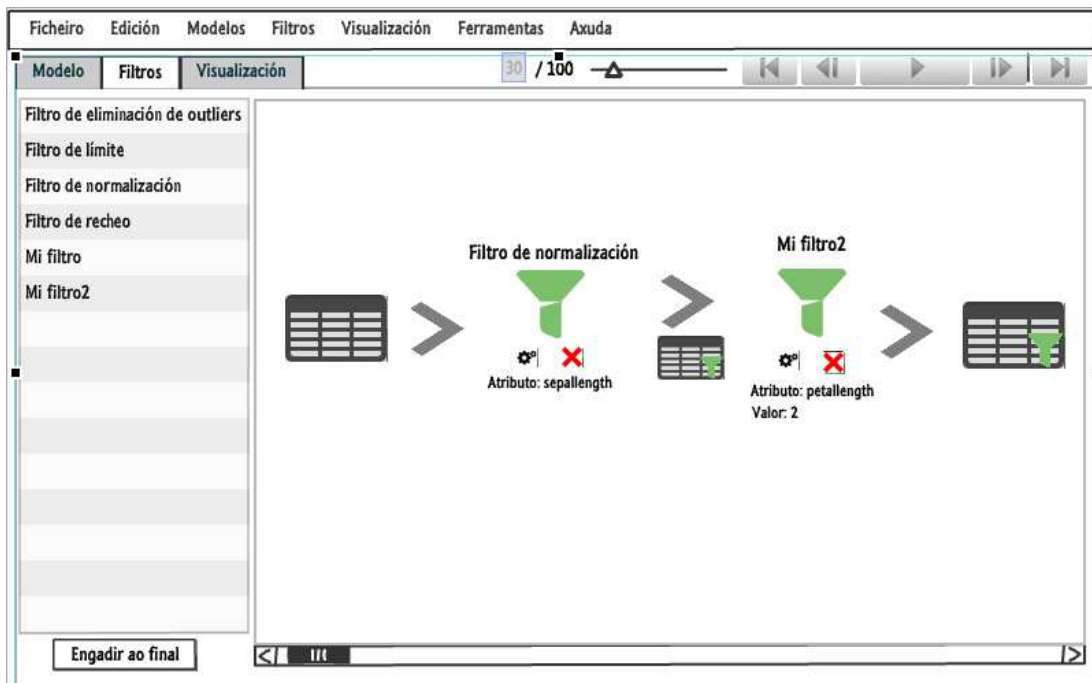 Ficheiro Edición Modelos Filtros Visualización Ferramentas Axuda
Modelo Filtros Visualización 30 / 100
Filtro de eliminación de outliers
Filtro de límite
Filtro de normalización
Filtro de recheo
Mi filtro
Mi filtro2
Filtro de normalización
Atributo: sepallength
Mi filtro2
Atributo: petallength
Valor: 2
Engadir ao final